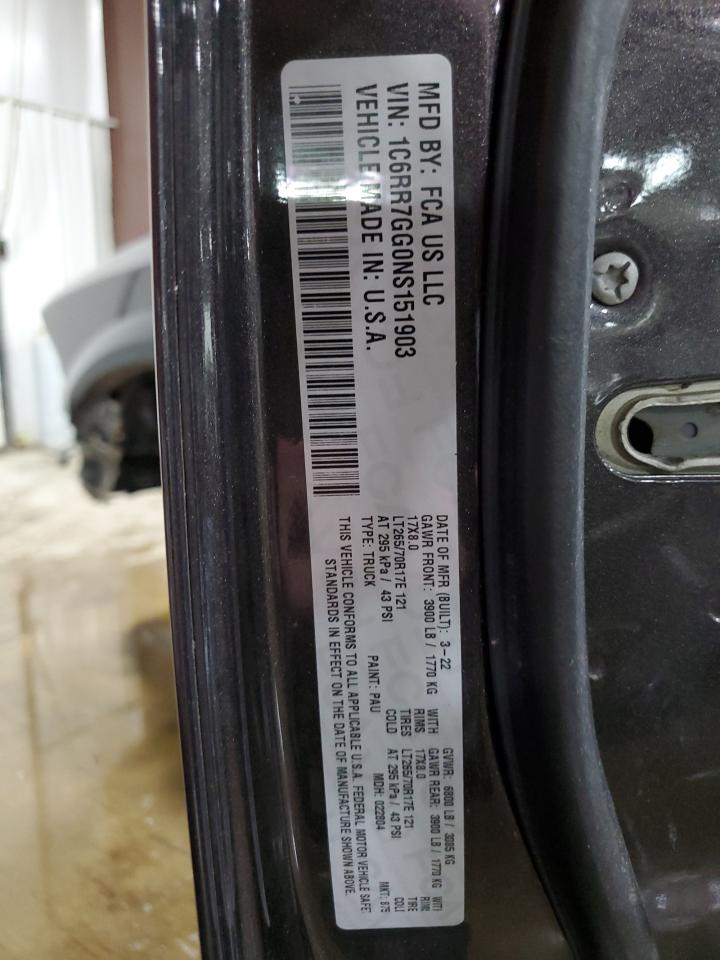 MFD BY: FCA US LLC
VIN: 1C6RR7GG0NS151903
VEHICLE MADE IN: U.S.A.
DATE OF MFR (BUILT): 3-22 GVWR: 6800 LB / 3085 KG
GAWR FRONT: 3900 LB / 1770 KG WITH GAWR REAR: 3900 LB / 1770 KG
17X8.0 RIMS 17X8.0
LT265/70R17E 121 TIRES LT265/70R17E 121
AT 295 kPa / 43 PSI COLD AT 295 kPa / 43 PSI
TYPE: TRUCK PAINT: PAU MDH: 022804 MKT:
THIS VEHICLE CONFORMS TO ALL APPLICABLE U.S.A. FEDERAL MOTOR VEHICLE SAFE
STANDARDS IN EFFECT ON THE DATE OF MANUFACTURE SHOWN ABOVE.